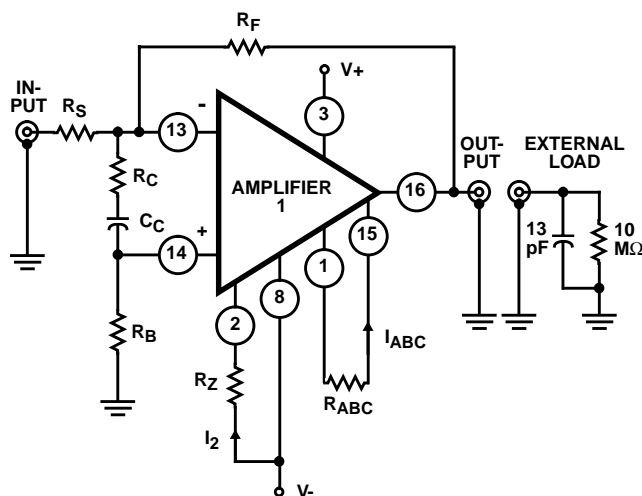 RF
V+
IN-
PUT
RS
13
-
3
OUT-
PUT
EXTERNAL
LOAD
RC
AMPLIFIER
1
16
CC
14
+
15
13
pF
10
MΩ
1
2
8
RB
RZ
IABC
RABC
I2
V-